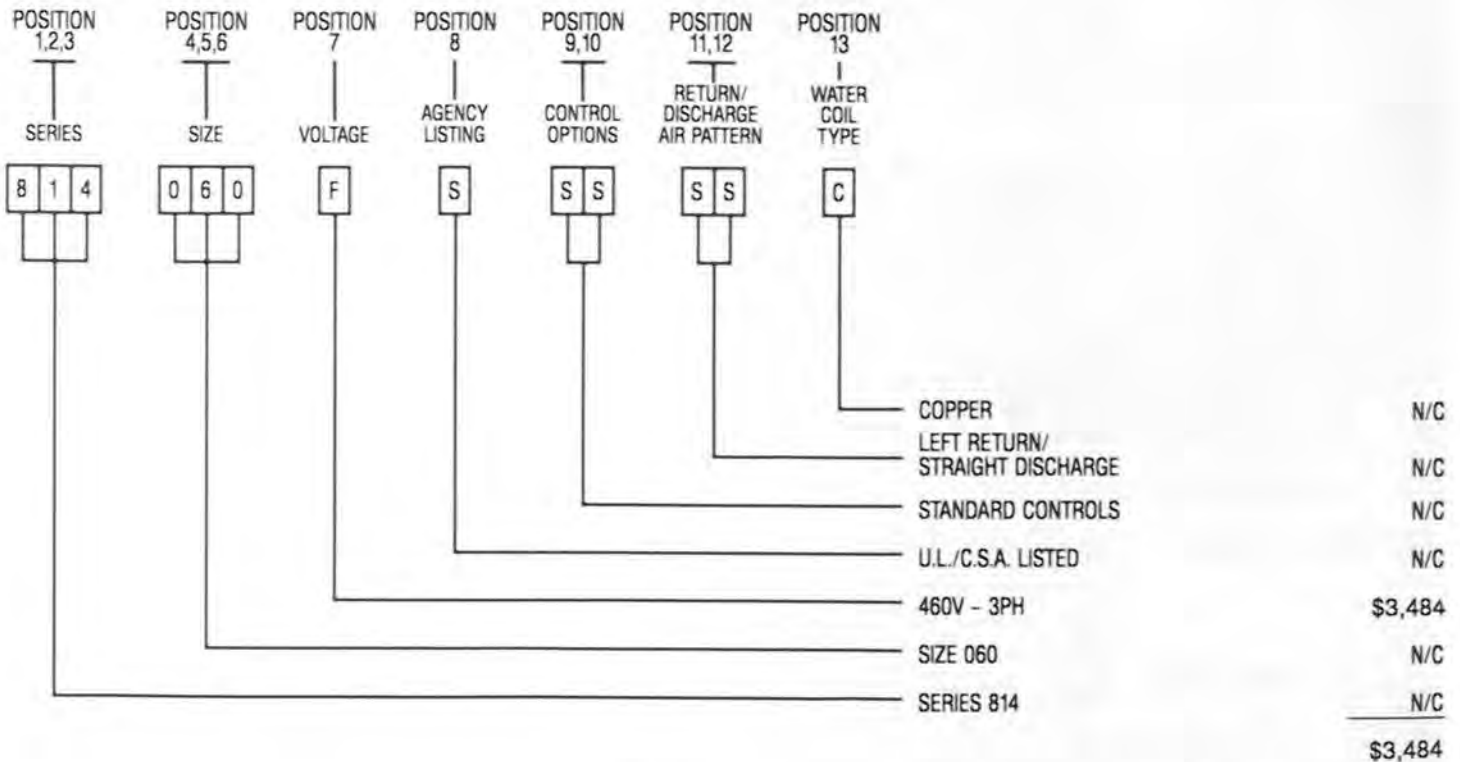 POSITION 1,2,3
POSITION 4,5,6
POSITION 7
POSITION 8
POSITION 9,10
POSITION 11,12
POSITION 13
SERIES
SIZE
VOLTAGE
AGENCY
LISTING
CONTROL
OPTIONS
RETURN/
DISCHARGE
AIR PATTERN
WATER
COIL
TYPE
8 1 4
0 6 0
F
S
S S
S S
C
COPPER N/C
LEFT RETURN/
STRAIGHT DISCHARGE N/C
STANDARD CONTROLS N/C
U.L./C.S.A. LISTED N/C
460V – 3PH $3,484
SIZE 060 N/C
SERIES 814 N/C
$3,484